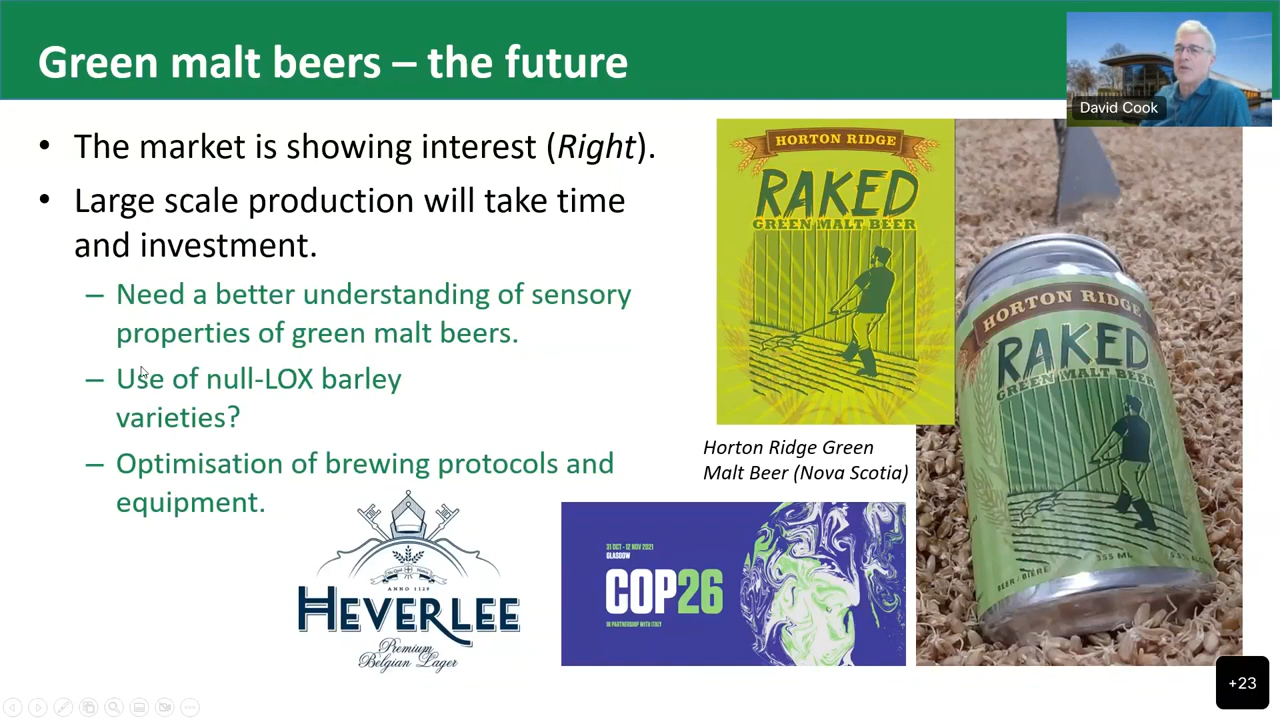 Green malt beers – the future
David Cook
• The market is showing interest (Right).
• Large scale production will take time
and investment.
– Need a better understanding of sensory
properties of green malt beers.
– Use of null-LOX barley
varieties?
– Optimisation of brewing protocols and
equipment.
HORTON RIDGE
RAKED
GREEN MALT BEER
Horton Ridge Green
Malt Beer (Nova Scotia)
HORTON RIDGE
RAKED
GREEN MALT BEER
BEER / BIÈRE
355 ML
ANNO 1129
HEVERLEE
Premium
Belgian Lager
31 OCT - 12 NOV 2021
GLASGOW
COP26
IN PARTNERSHIP WITH ITALY
+23